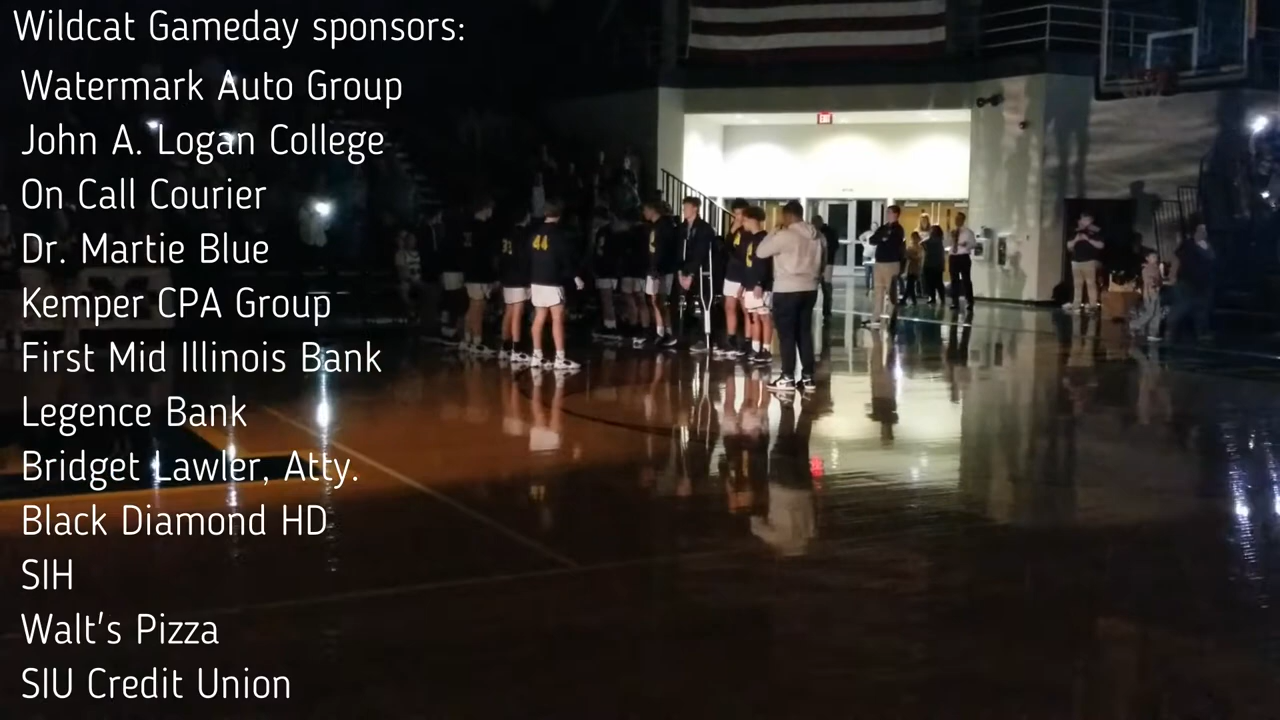 Wildcat Gameday sponsors:
Watermark Auto Group
John A. Logan College
On Call Courier
Dr. Martie Blue
Kemper CPA Group
First Mid Illinois Bank
Legence Bank
Bridget Lawler, Atty.
Black Diamond HD
SIH
Walt's Pizza
SIU Credit Union
44